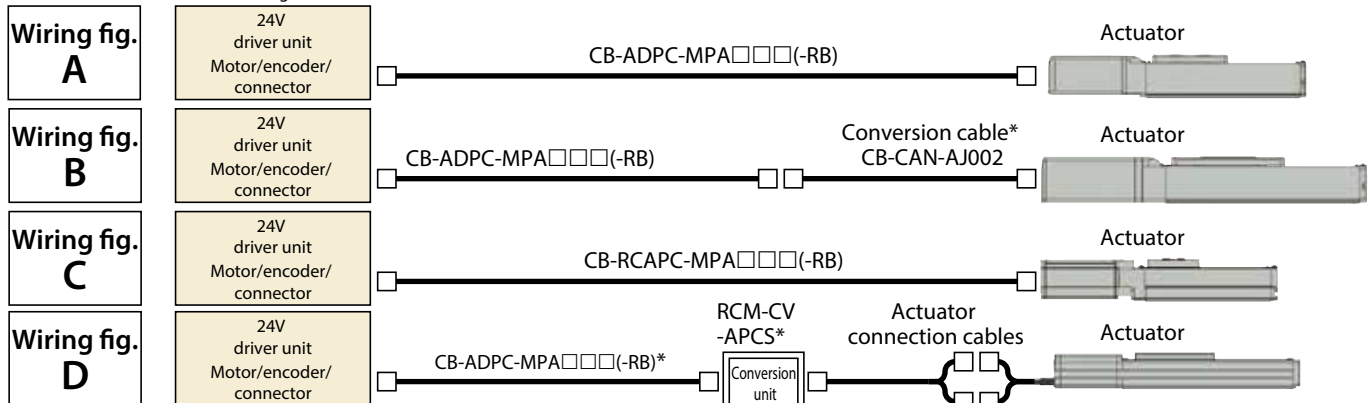 Wiring fig.
A
24V
driver unit
Motor/encoder/
connector
CB-ADPC-MPA□□□(-RB)
Actuator
Wiring fig.
B
24V
driver unit
Motor/encoder/
connector
CB-ADPC-MPA□□□(-RB)
Conversion cable*
CB-CAN-AJ002
Actuator
Wiring fig.
C
24V
driver unit
Motor/encoder/
connector
CB-RCAPC-MPA□□□(-RB)
Actuator
Wiring fig.
D
24V
driver unit
Motor/encoder/
connector
CB-ADPC-MPA□□□(-RB)*
RCM-CV
-APCS*
Conversion
unit
Actuator
connection cables
Actuator